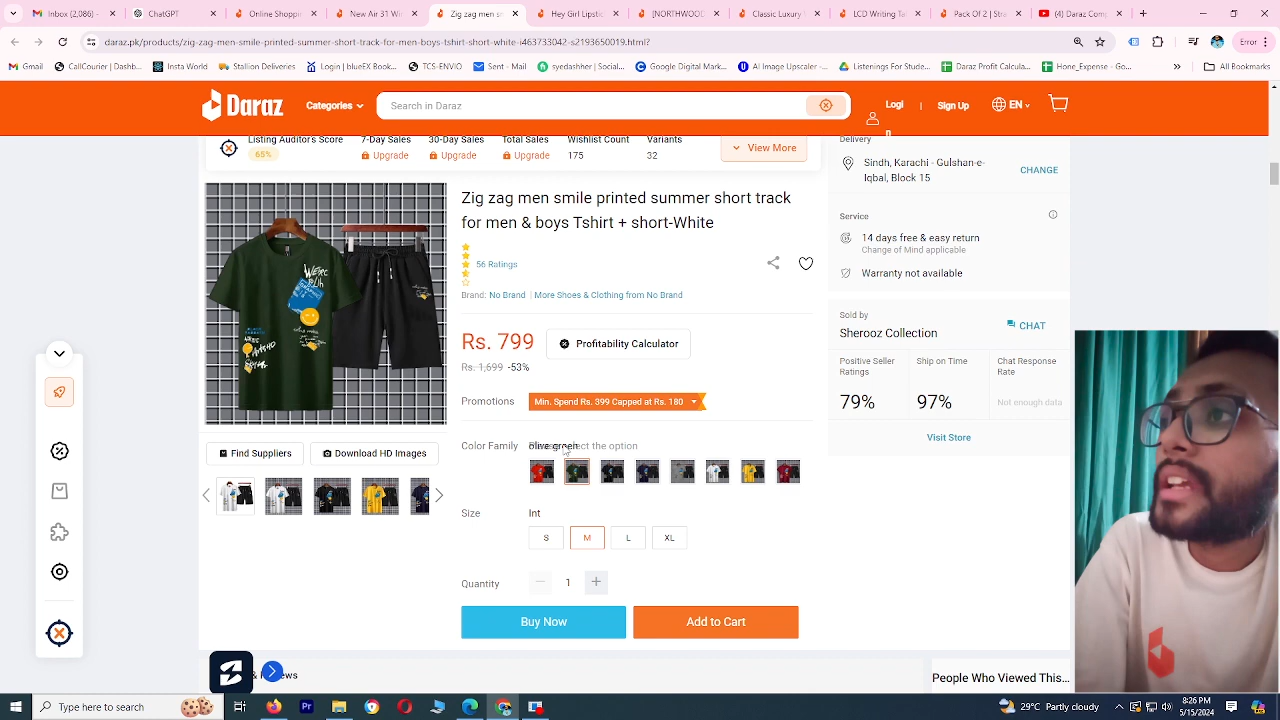 Inbox (2,086) -
ChatGPT
New Air 31 Wi
Zig zag men sm
Hey Girl Lipstic
[NORTHWOOD
Classic Luxury
LCD Writing Ta
Pack Of 2 | Stra
(4) Daraz Comp
daraz.pk/products/zig-zag-men-smile-printed-summer-short-track-for-men-boys-tshirt-short-white-i463733042-s2193650019.html?
Error
Gmail
CallCourier | Dashb...
Insta World
Stallion Deliveries
Login | blueEX Book...
TCS-ENVIO
Sent - Mail
syedashher | Social...
Google Digital Mark...
AI Image Upscaler -...
Listenings For Stude...
Daraz Profit Calcula...
Home_Expense - Go...
All Bookmarks
Daraz
Categories
Search in Daraz
Logi
n
Sign Up
EN
Listing Auditor's Score
7-Day Sales
30-Day Sales
Total Sales
Wishlist Count
Variants
65%
Upgrade
Upgrade
Upgrade
175
32
View More
Delivery
Sindh, Karachi - Gulshan-e-
Iqbal, Block 15
CHANGE
Zig zag men smile printed summer short track
for men & boys Tshirt + short-White
56 Ratings
Brand: No Brand | More Shoes & Clothing from No Brand
Service
14 days free & easy return
Change of Mind applicable
Warranty not available
Rs. 799
Profitability Calculator
Rs. 1,699 -53%
Promotions
Min. Spend Rs. 399 Capped at Rs. 180
Sold by
Sherooz Collection
CHAT
Positive Seller
Ratings
Ship on Time
Chat Response
Rate
79%
97%
Not enough data
Visit Store
Find Suppliers
Download HD Images
Color Family
Olive green
Size
Int
S
M
L
XL
Quantity
1
Buy Now
Add to Cart
People Who Viewed This...
Type here to search
29°C Partly cloudy
8:26 PM
5/15/2024